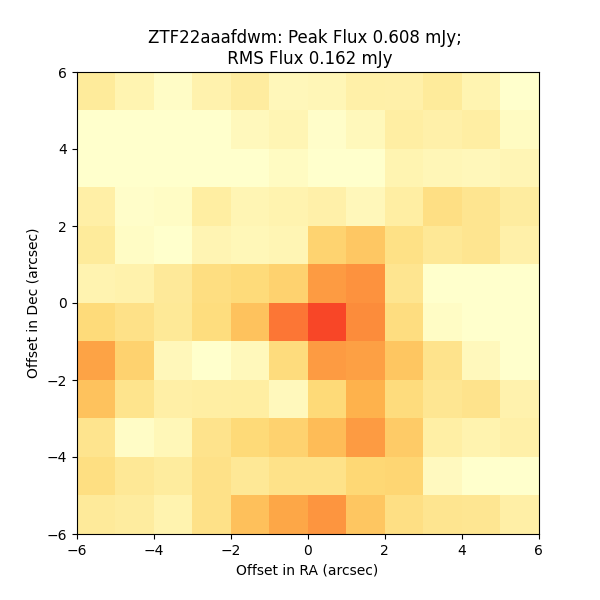 ZTF22aaafdwm: Peak Flux 0.608 mJy;
RMS Flux 0.162 mJy
6
4
2
0
−2
−4
−6
Offset in Dec (arcsec)
−6 −4 −2 0 2 4 6
Offset in RA (arcsec)